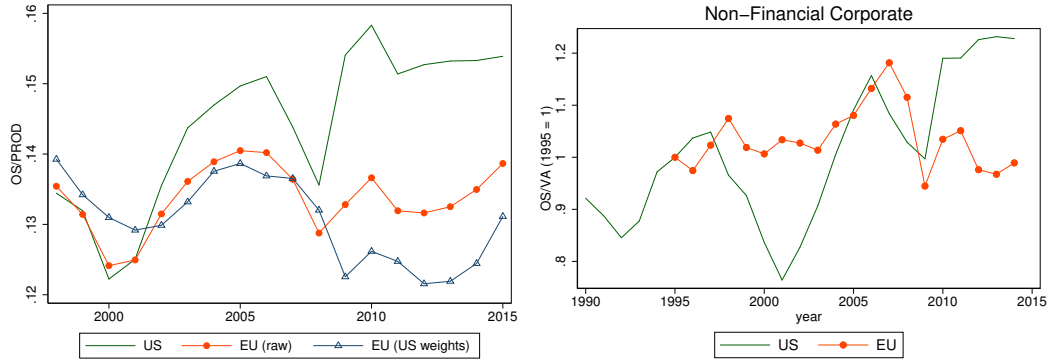 OS/PROD
.16
.15
.14
.13
.12
2000
2005
2010
2015
US
EU (raw)
EU (US weights)
Non−Financial Corporate
OS/VA (1995 = 1)
1.2
1.1
1
.9
.8
1990
1995
2000
2005
2010
2015
year
US
EU